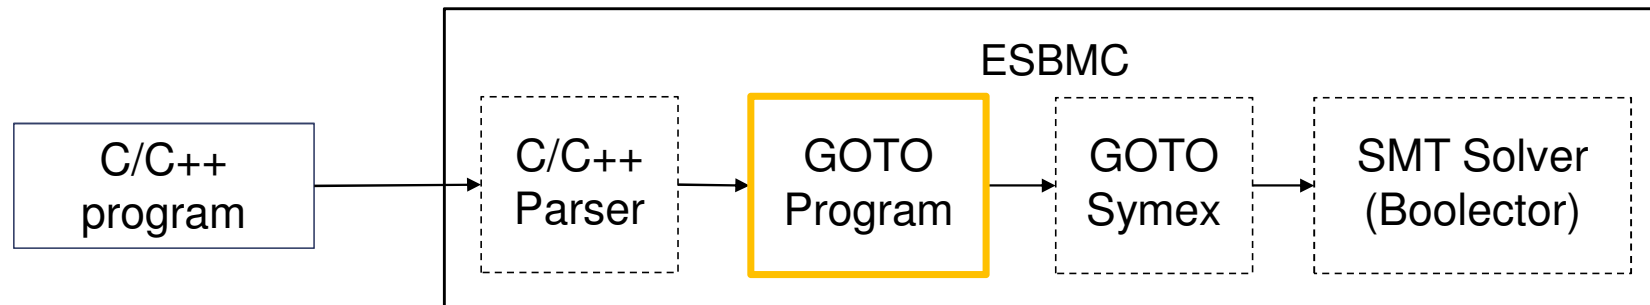 ESBMC
C/C++
program
C/C++
Parser
GOTO
Program
GOTO
Symex
SMT Solver
(Boolector)